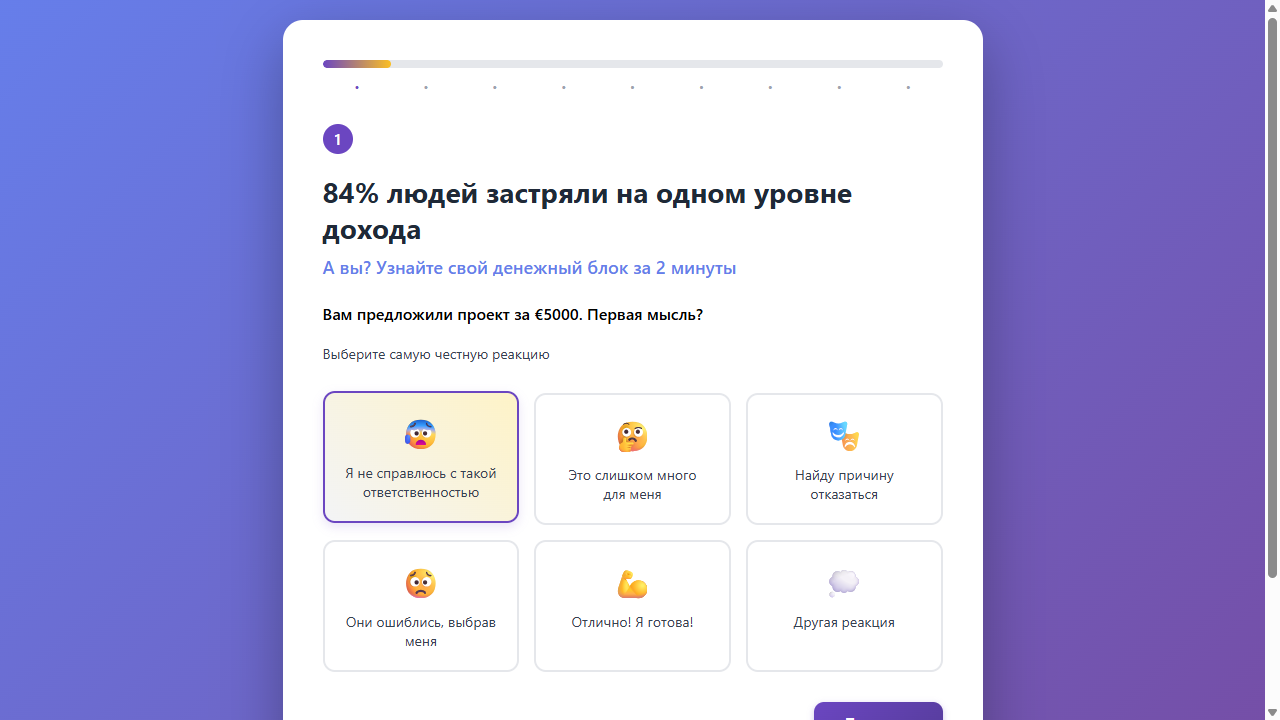 1
84% людей застряли на одном уровне
дохода
А вы? Узнайте свой денежный блок за 2 минуты
Вам предложили проект за €5000. Первая мысль?
Выберите самую честную реакцию
Я не справлюсь с такой
ответственностью
Это слишком много
для меня
Найду причину
отказаться
Они ошиблись, выбрав
меня
Отлично! Я готова!
Другая реакция